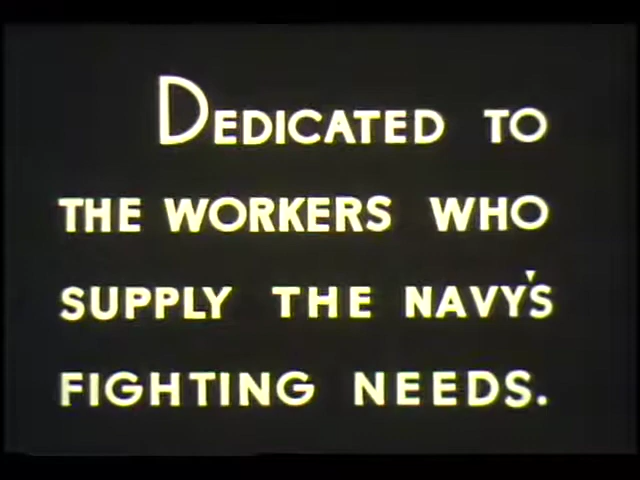 DEDICATED TO
THE WORKERS WHO
SUPPLY THE NAVY'S
FIGHTING NEEDS.